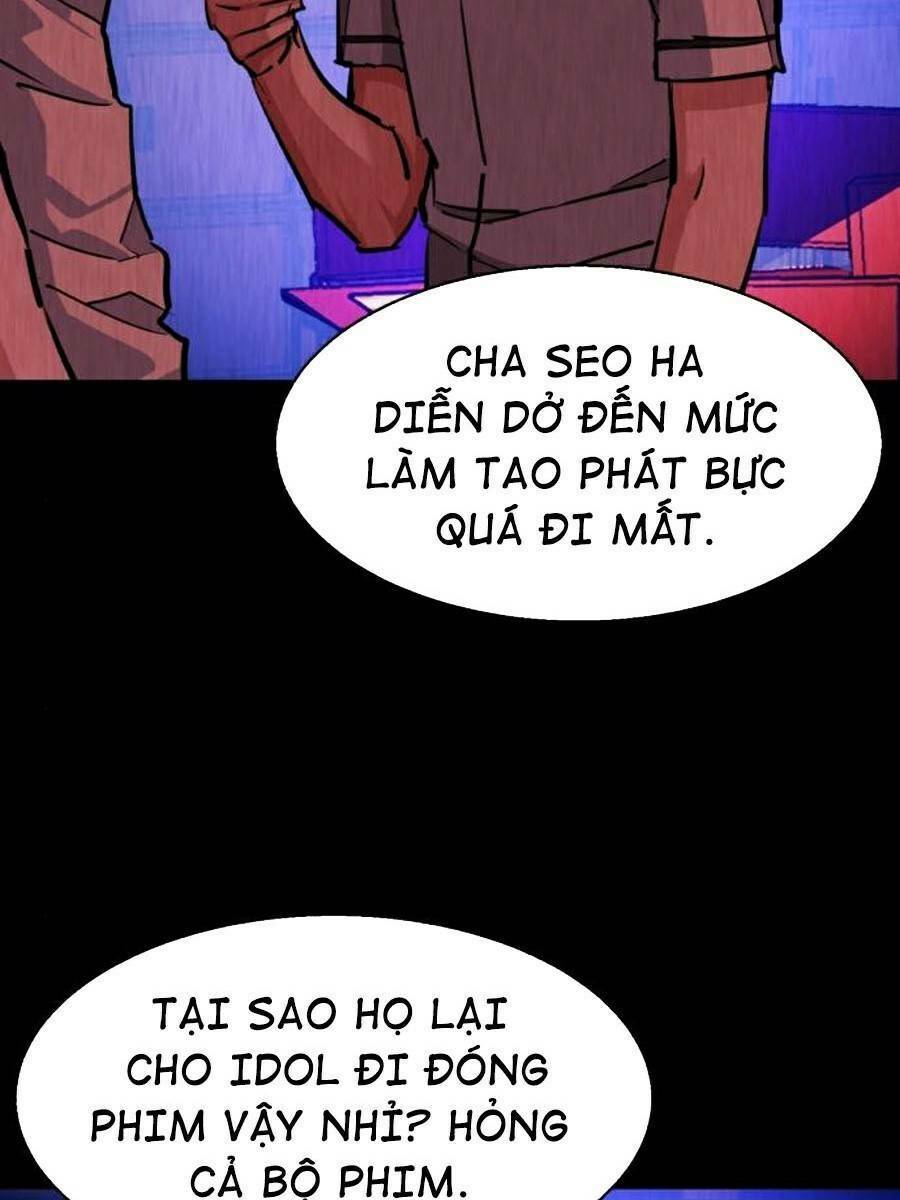 CHA SEO HA
DIỄN DỞ ĐẾN MỨC
LÀM TAO PHÁT BỰC
QUÁ ĐI MẤT.
TẠI SAO HỌ LẠI
CHO IDOL ĐI ĐÓNG
PHIM VẬY NHỈ? HỎNG
CẢ BỘ PHIM.